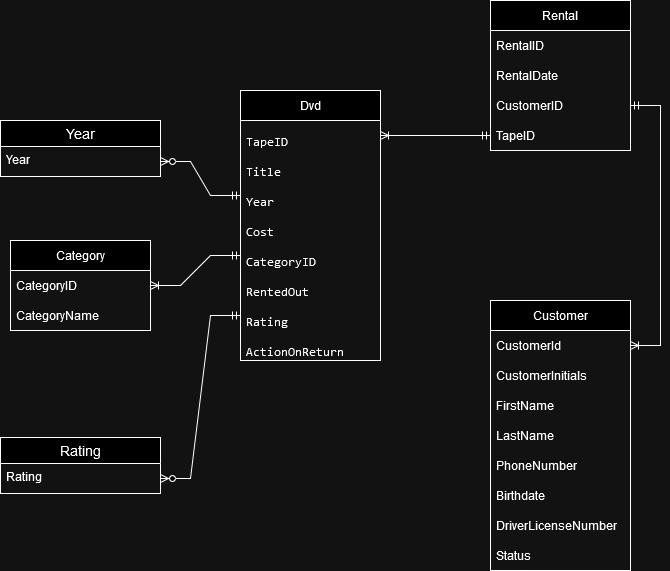 Rental
RentalID
RentalDate
CustomerID
TapeID
Dvd
TapeID
Title
Year
Cost
CategoryID
RentedOut
Rating
ActionOnReturn
Year
Year
Category
CategoryID
CategoryName
Rating
Rating
Customer
CustomerId
CustomerInitials
FirstName
LastName
PhoneNumber
Birthdate
DriverLicenseNumber
Status